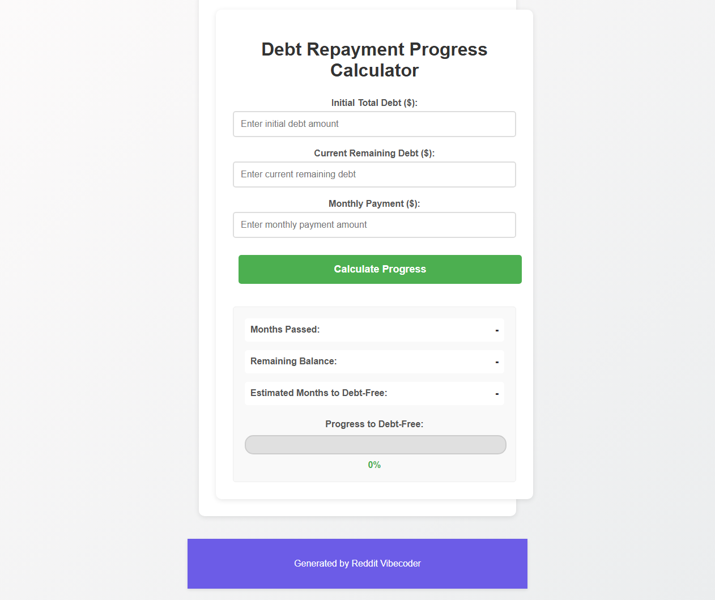 Debt Repayment Progress
Calculator
Initial Total Debt ($):
Enter initial debt amount
Current Remaining Debt ($):
Enter current remaining debt
Monthly Payment ($):
Enter monthly payment amount
Calculate Progress
Months Passed: -
Remaining Balance: -
Estimated Months to Debt-Free: -
Progress to Debt-Free:
0%
Generated by Reddit Vibecoder